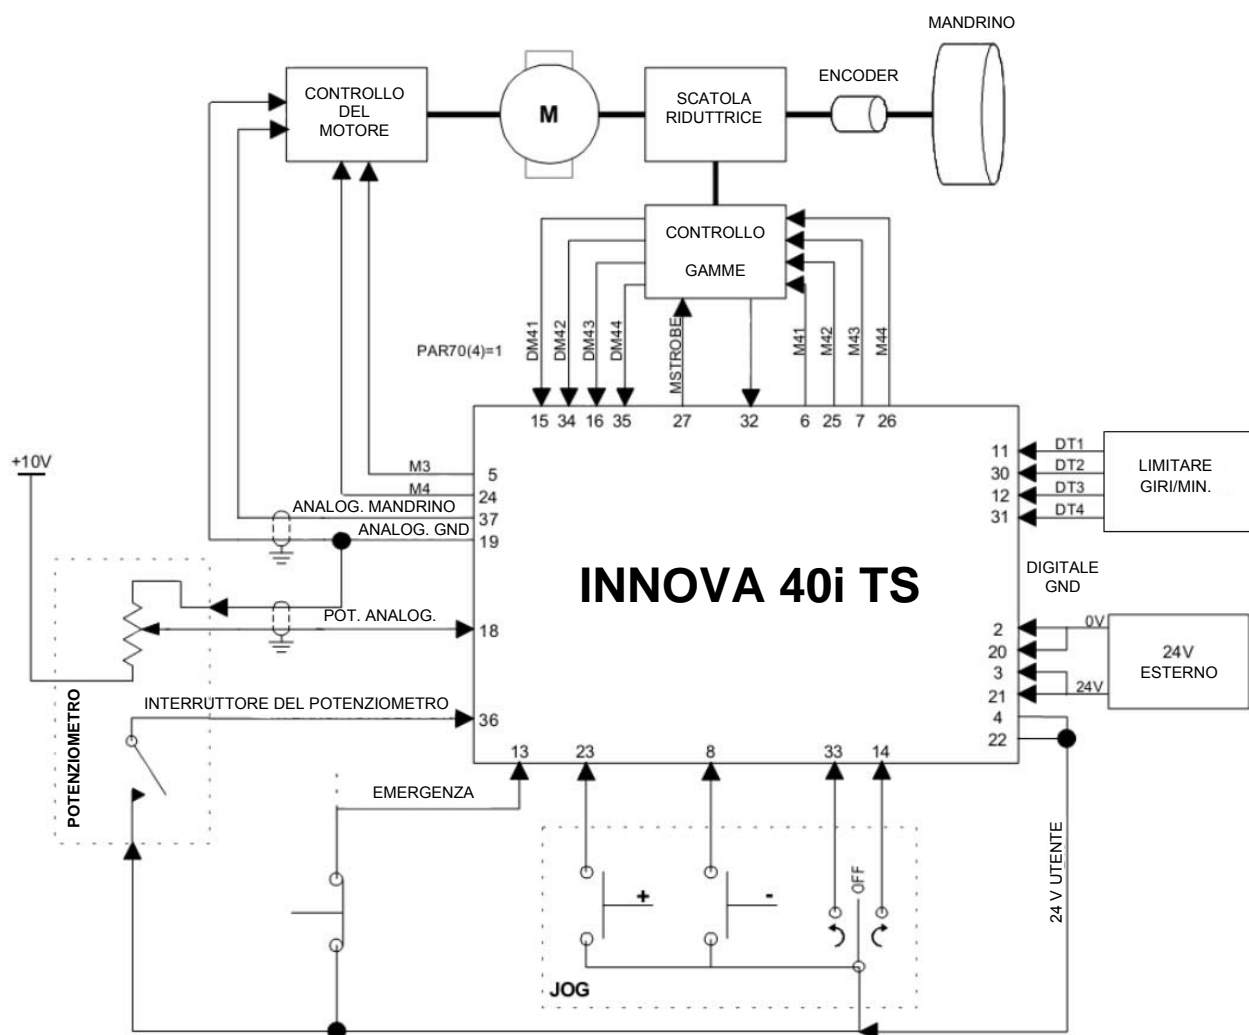 MANDRINO
ENCODER
CONTROLLO
DEL
MOTORE
M
SCATOLA
RIDUTTRICE
CONTROLLO
GAMME
PAR70(4)=1
DM41
DM42
DM43
DM44
MSTROBE
M41
M42
M43
M44
15 34 16 35 27 32 6 25 7 26
+10V
M3
5
M4
24
ANALOG. MANDRINO
37
ANALOG. GND
19
POT. ANALOG.
18
INTERRUTTORE DEL POTENZIOMETRO
36
POTENZIOMETRO
INNOVA 40i TS
11 DT1
30 DT2
12 DT3
31 DT4
LIMITARE
GIRI/MIN.
DIGITALE
GND
2 0V
20
3
21 24V
4
22
24V
ESTERNO
13 23 8 33 14
EMERGENZA
+
-
OFF
JOG
24 V UTENTE